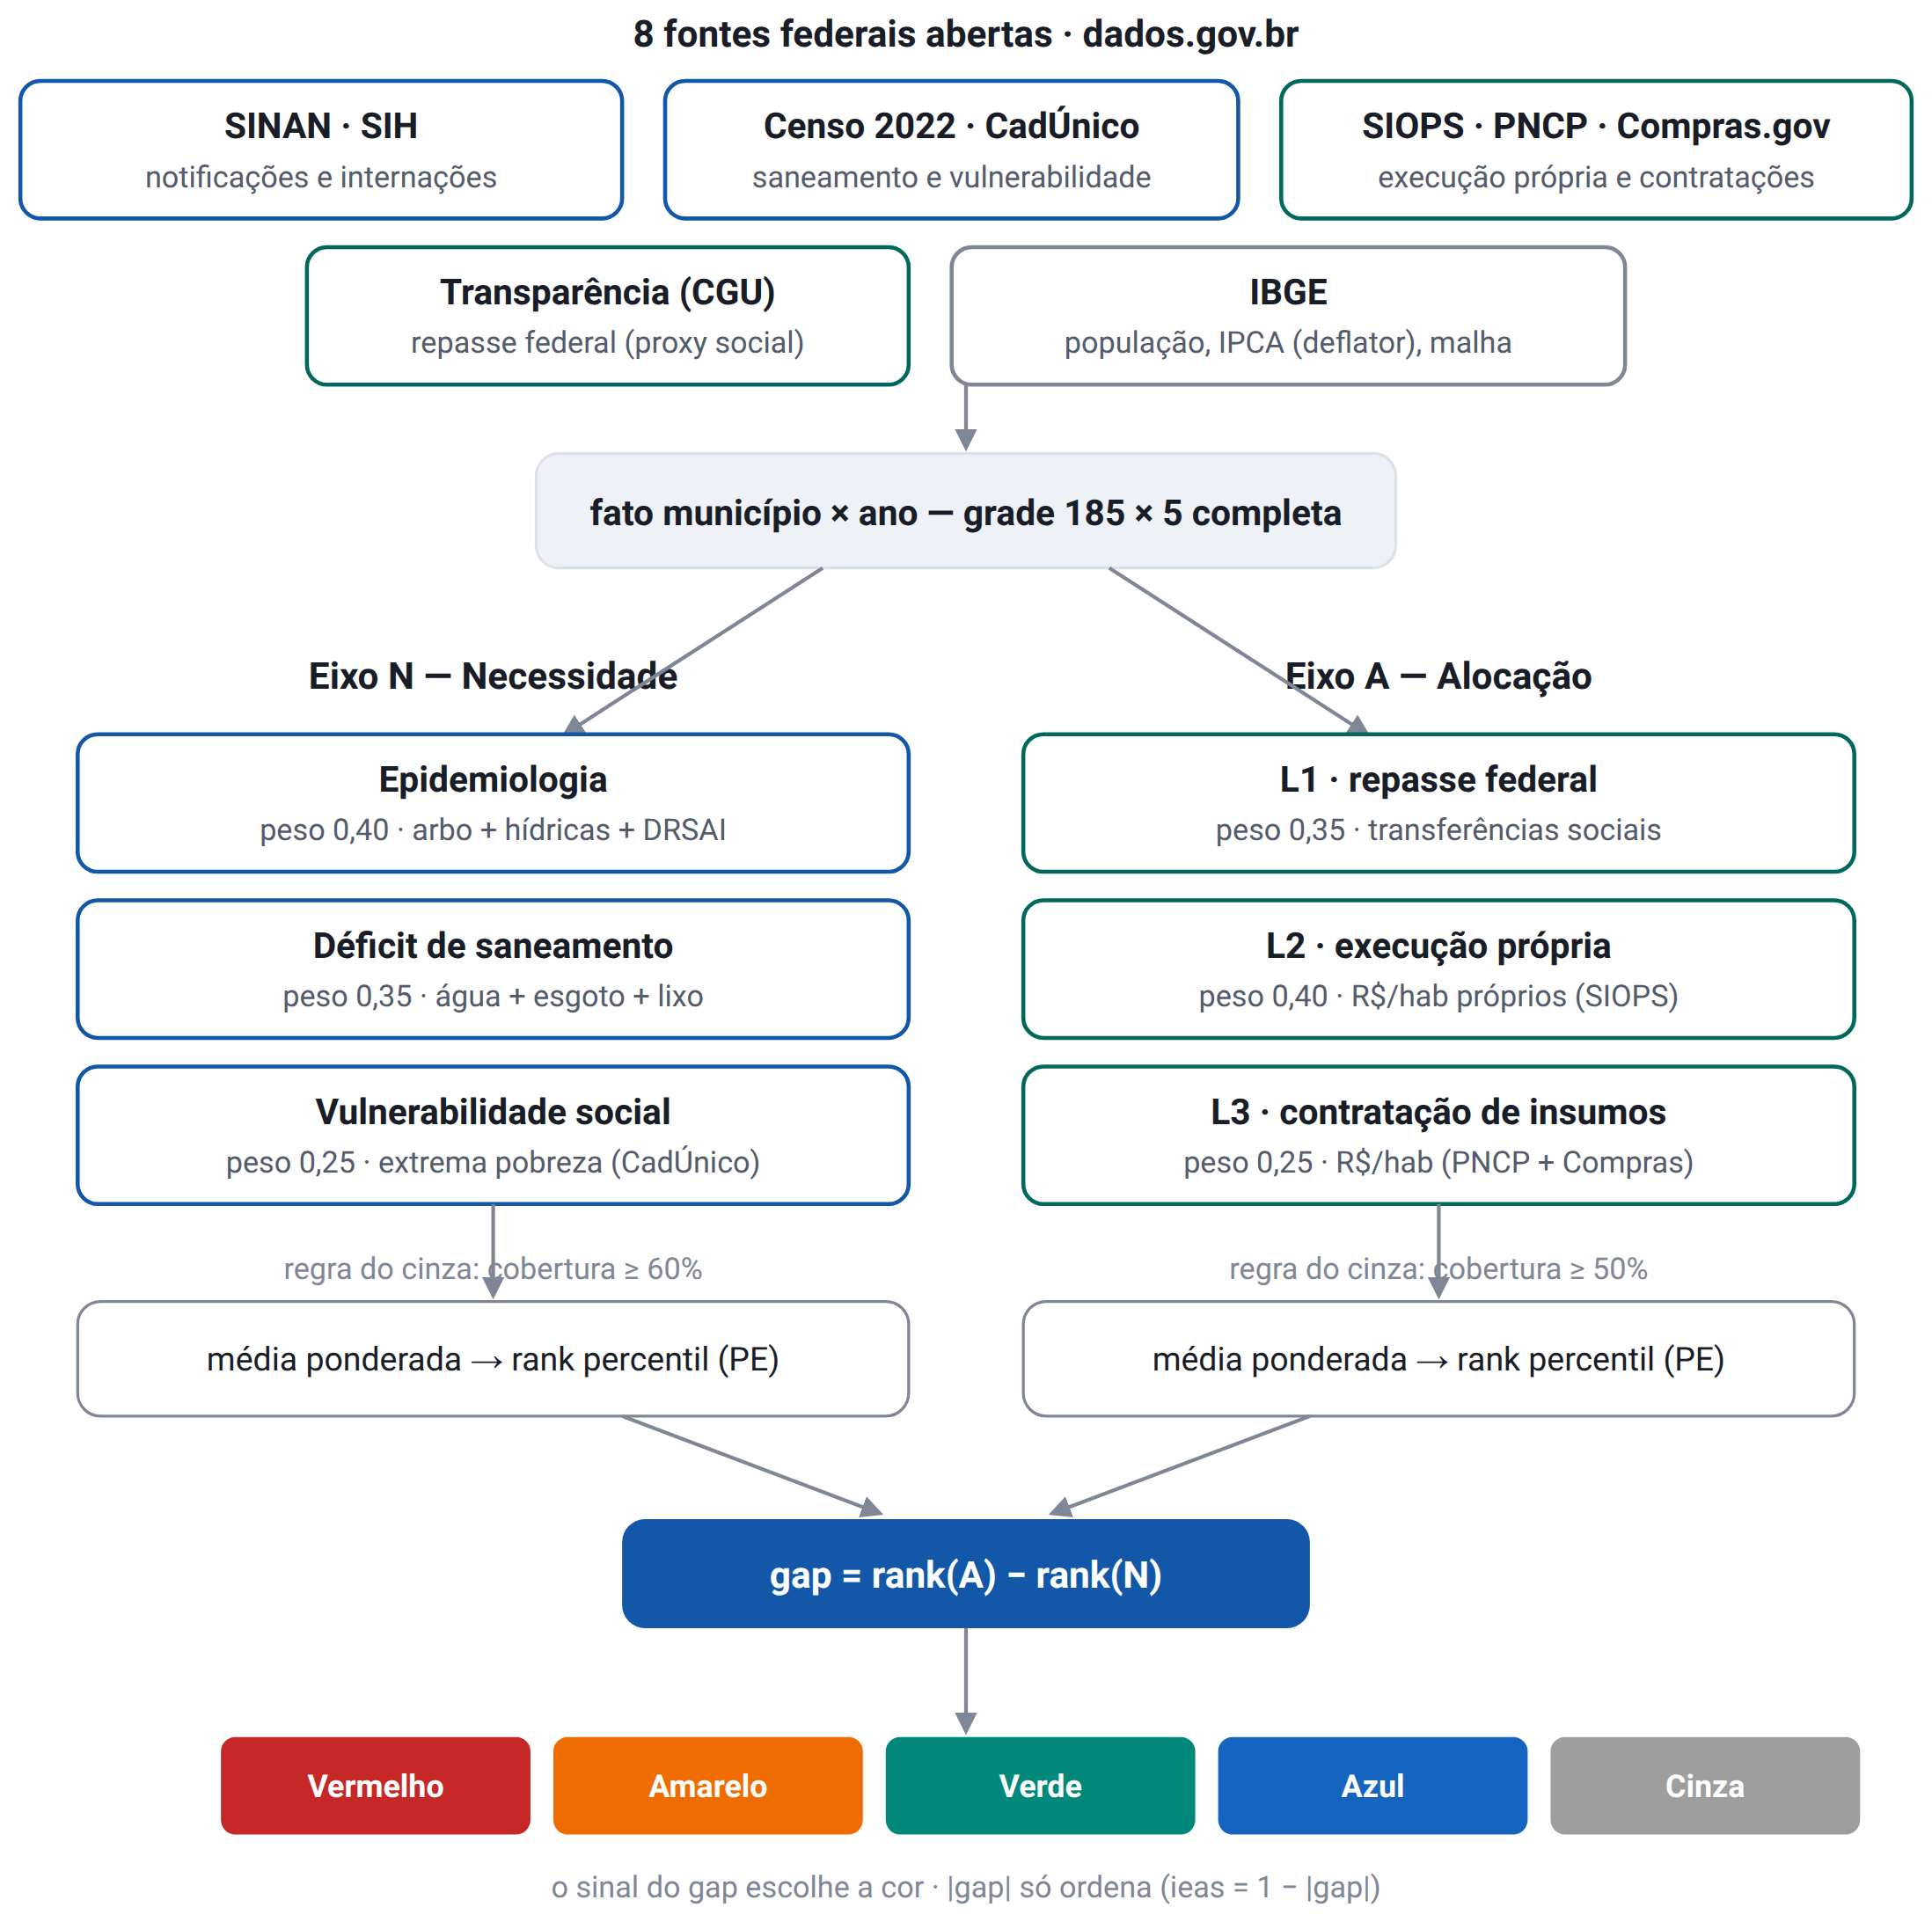 8 fontes federais abertas · dados.gov.br
SINAN · SIH
notificações e internações
Censo 2022 · CadÚnico
saneamento e vulnerabilidade
SIOPS · PNCP · Compras.gov
execução própria e contratações
Transparência (CGU)
repasse federal (proxy social)
IBGE
população, IPCA (deflator), malha
fato município × ano — grade 185 × 5 completa
Eixo N — Necessidade
Epidemiologia
peso 0,40 · arbo + hídricas + DRSAI
Déficit de saneamento
peso 0,35 · água + esgoto + lixo
Vulnerabilidade social
peso 0,25 · extrema pobreza (CadÚnico)
regra do cinza: cobertura ≥ 60%
média ponderada → rank percentil (PE)
Eixo A — Alocação
L1 · repasse federal
peso 0,35 · transferências sociais
L2 · execução própria
peso 0,40 · R$/hab próprios (SIOPS)
L3 · contratação de insumos
peso 0,25 · R$/hab (PNCP + Compras)
regra do cinza: cobertura ≥ 50%
média ponderada → rank percentil (PE)
gap = rank(A) − rank(N)
Vermelho
Amarelo
Verde
Azul
Cinza
o sinal do gap escolhe a cor · |gap| só ordena (ieas = 1 − |gap|)